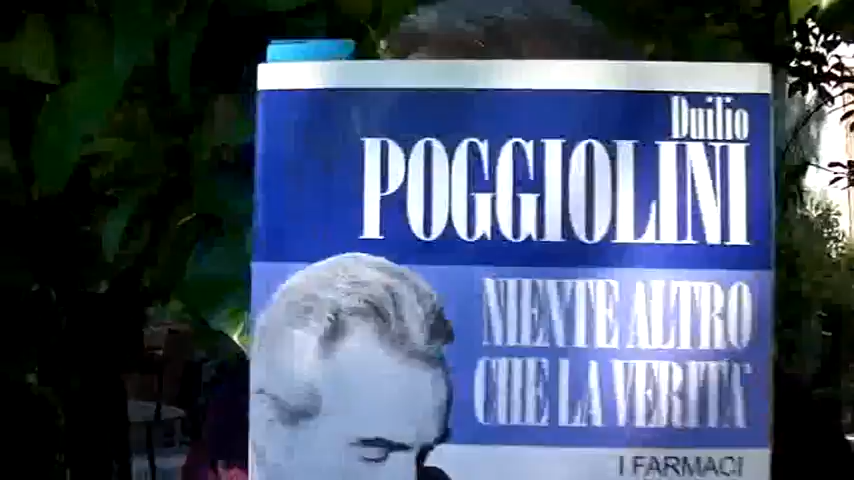 Duilio
POGGIOLINI
NIENTE ALTRO
CHE LA VERITA'
I FARMACI